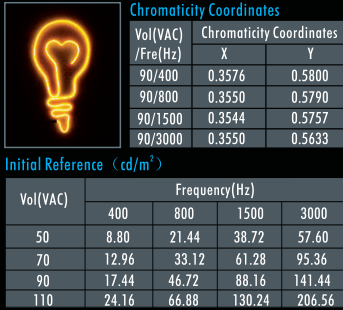 Chromaticity Coordinates
Vol(VAC) Chromaticity Coordinates
/Fre(Hz) X Y
90/400 0.3576 0.5800
90/800 0.3550 0.5790
90/1500 0.3544 0.5757
90/3000 0.3550 0.5633
Initial Reference（cd/m²）
Vol(VAC) Frequency(Hz)
400 800 1500 3000
50 8.80 21.44 38.72 57.60
70 12.96 33.12 61.28 95.36
90 17.44 46.72 88.16 141.44
110 24.16 66.88 130.24 206.56